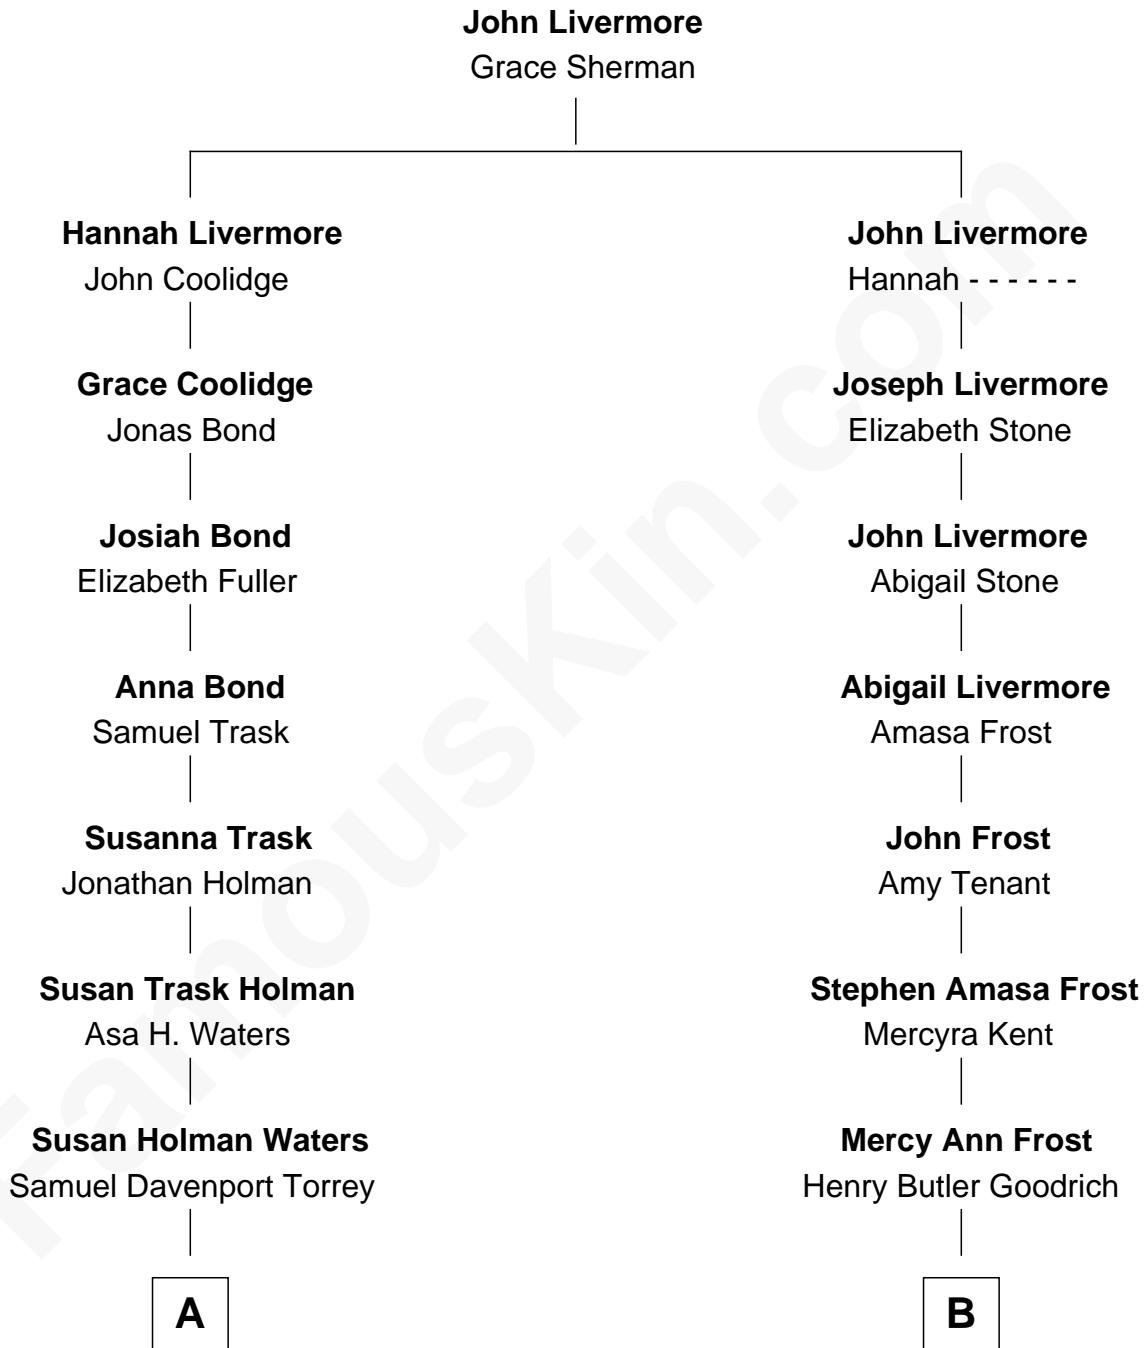 John Livermore
Grace Sherman
Hannah Livermore
John Coolidge
Grace Coolidge
Jonas Bond
Josiah Bond
Elizabeth Fuller
Anna Bond
Samuel Trask
Susanna Trask
Jonathan Holman
Susan Trask Holman
Asa H. Waters
Susan Holman Waters
Samuel Davenport Torrey
A
John Livermore
Hannah - - - - - -
Joseph Livermore
Elizabeth Stone
John Livermore
Abigail Stone
Abigail Livermore
Amasa Frost
John Frost
Amy Tenant
Stephen Amasa Frost
Mercyra Kent
Mercy Ann Frost
Henry Butler Goodrich
B
FamousKin.com